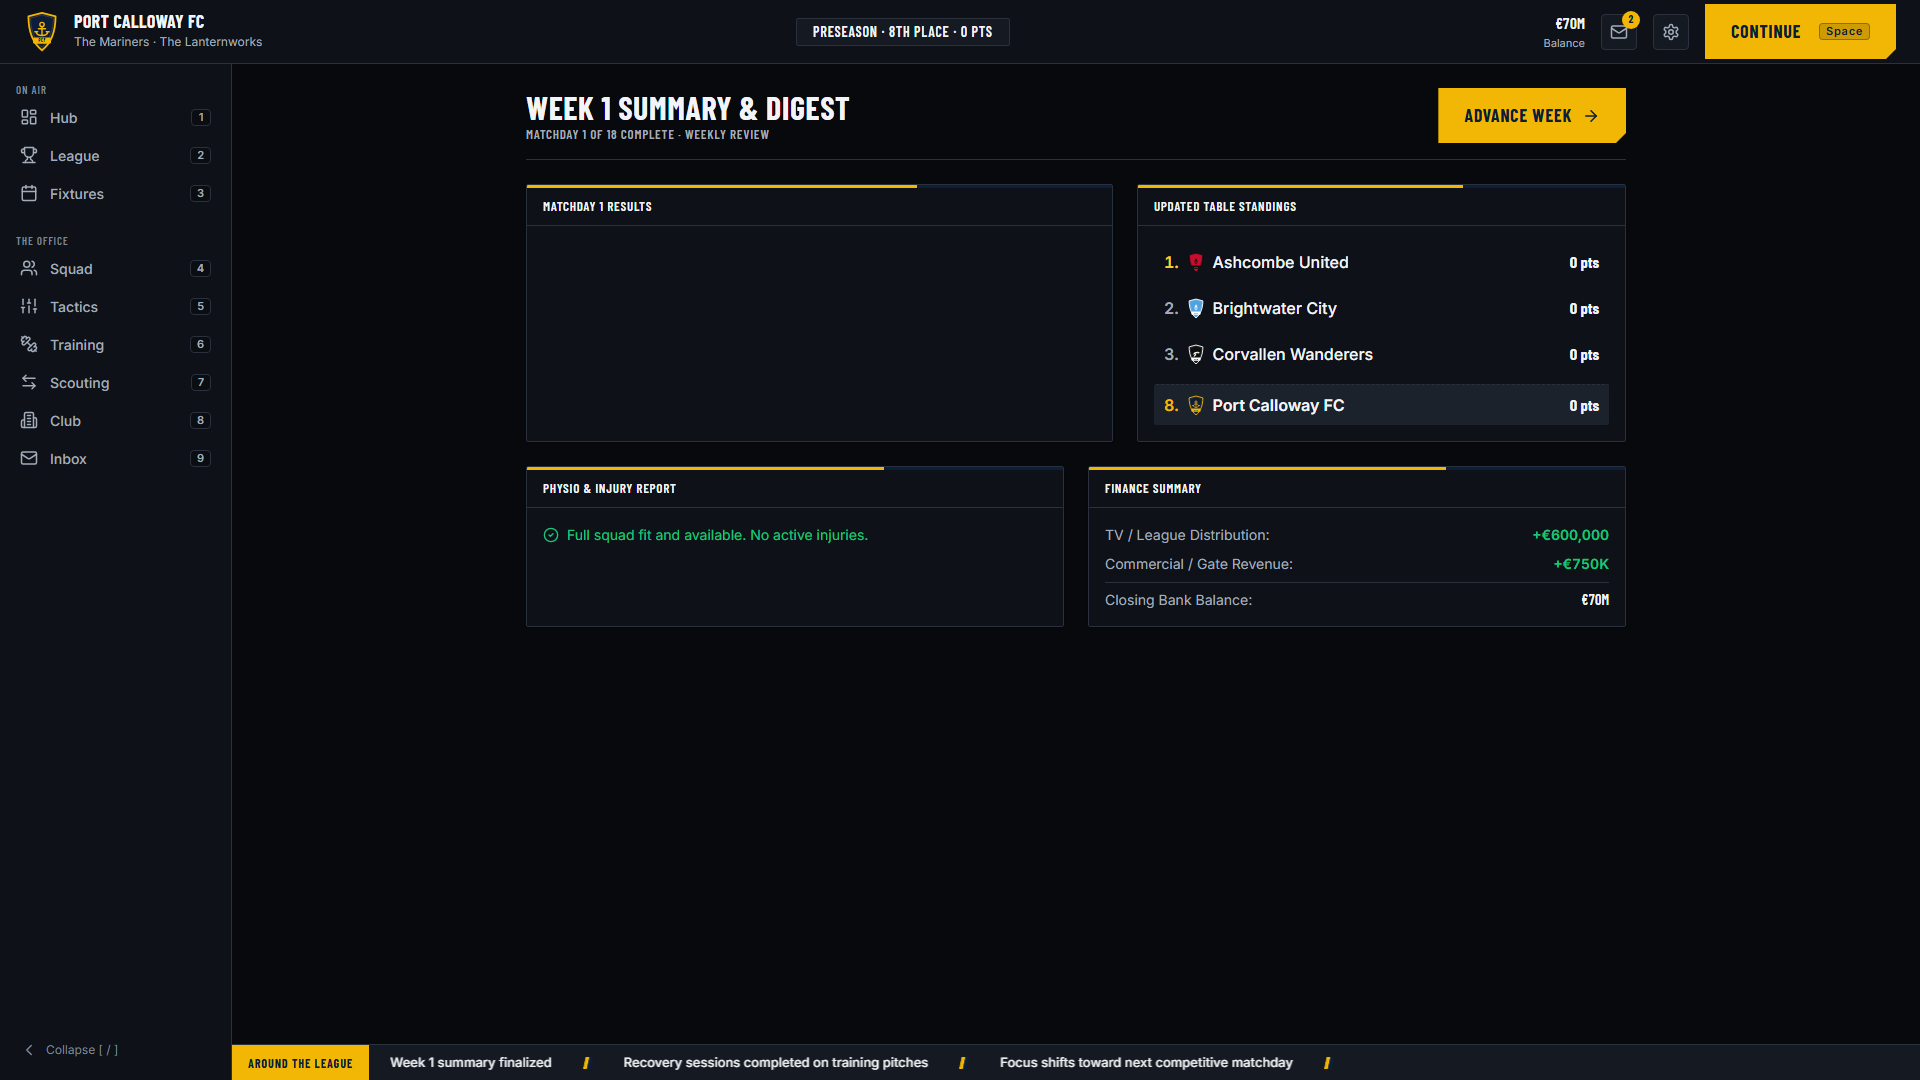 PORT CALLOWAY FC
The Mariners · The Lanternworks
PRESEASON · 8TH PLACE · 0 PTS
€70M
Balance
2
CONTINUE Space
ON AIR
Hub 1
League 2
Fixtures 3
THE OFFICE
Squad 4
Tactics 5
Training 6
Scouting 7
Club 8
Inbox 9
Collapse [ / ]
WEEK 1 SUMMARY & DIGEST
MATCHDAY 1 OF 18 COMPLETE · WEEKLY REVIEW
ADVANCE WEEK
MATCHDAY 1 RESULTS
UPDATED TABLE STANDINGS
1. Ashcombe United 0 pts
2. Brightwater City 0 pts
3. Corvallen Wanderers 0 pts
8. Port Calloway FC 0 pts
PHYSIO & INJURY REPORT
Full squad fit and available. No active injuries.
FINANCE SUMMARY
TV / League Distribution: +€600,000
Commercial / Gate Revenue: +€750K
Closing Bank Balance: €70M
AROUND THE LEAGUE Week 1 summary finalized / Recovery sessions completed on training pitches / Focus shifts toward next competitive matchday /